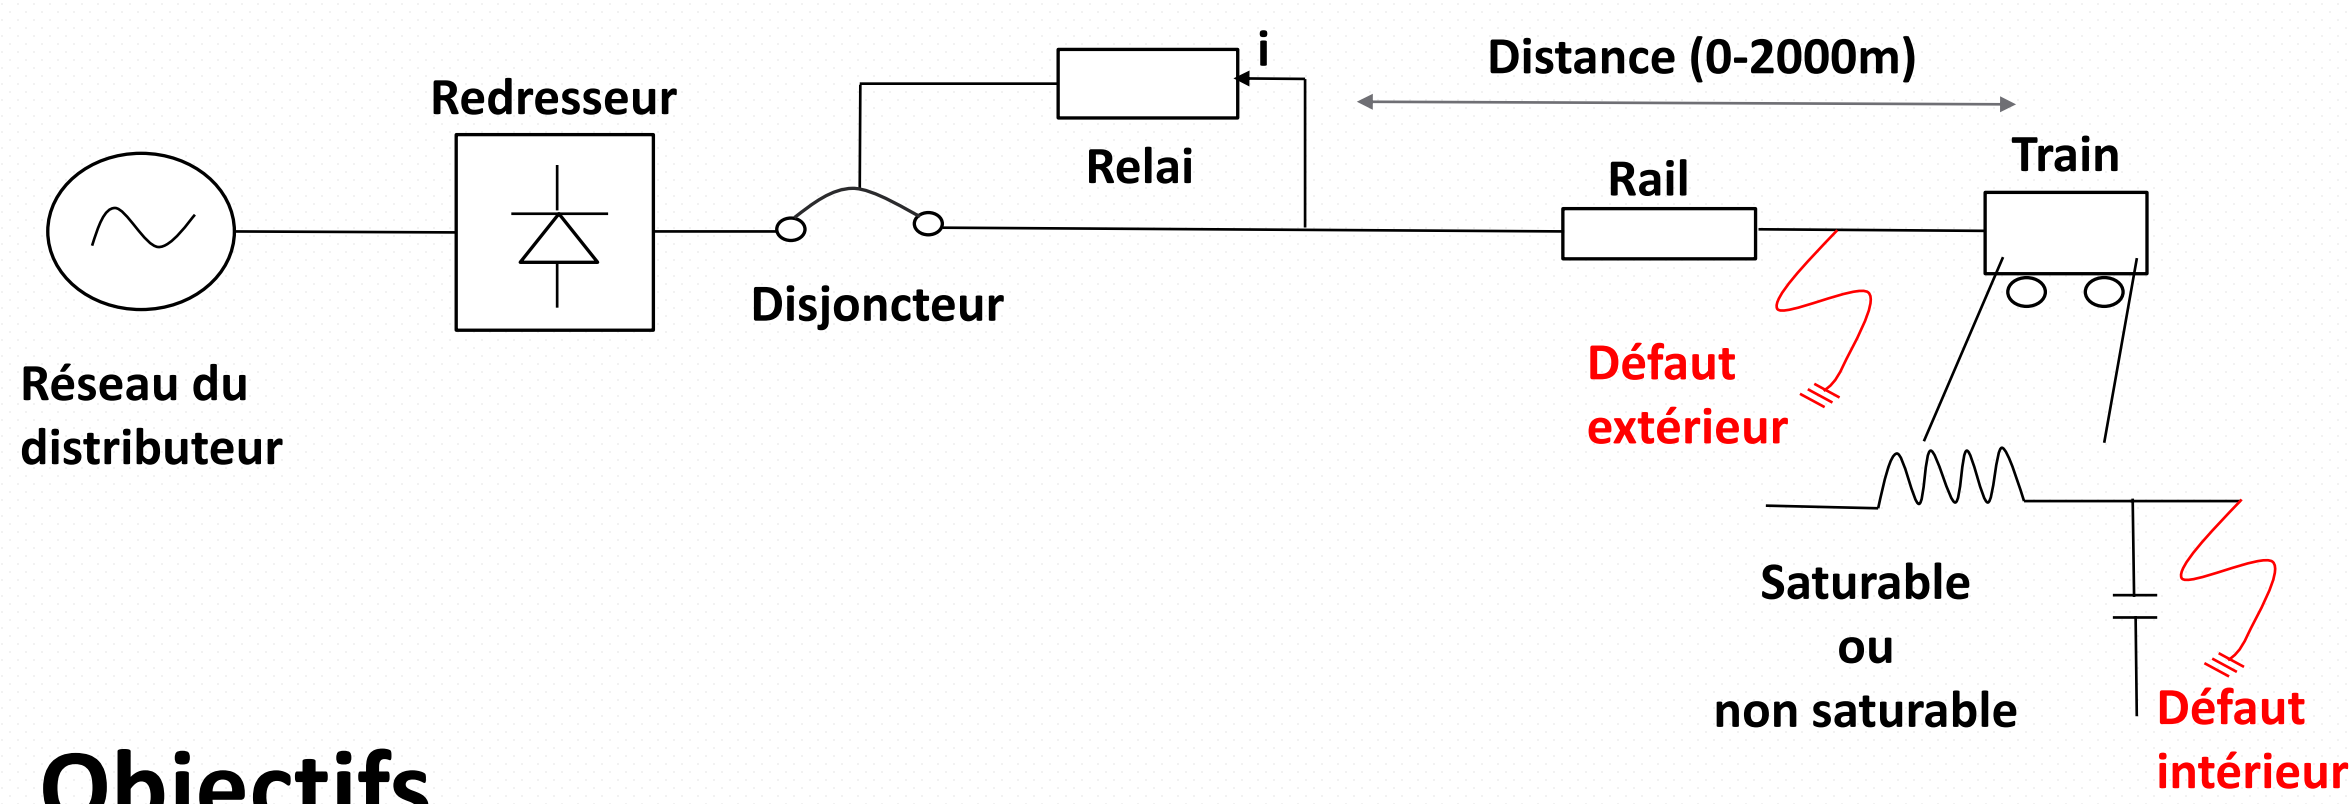 i
Distance (0-2000m)
Redresseur
Relai
Train
Rail
Disjoncteur
Réseau du
distributeur
Défaut
extérieur
Saturable
ou
non saturable
Défaut
intérieur
Objectifs